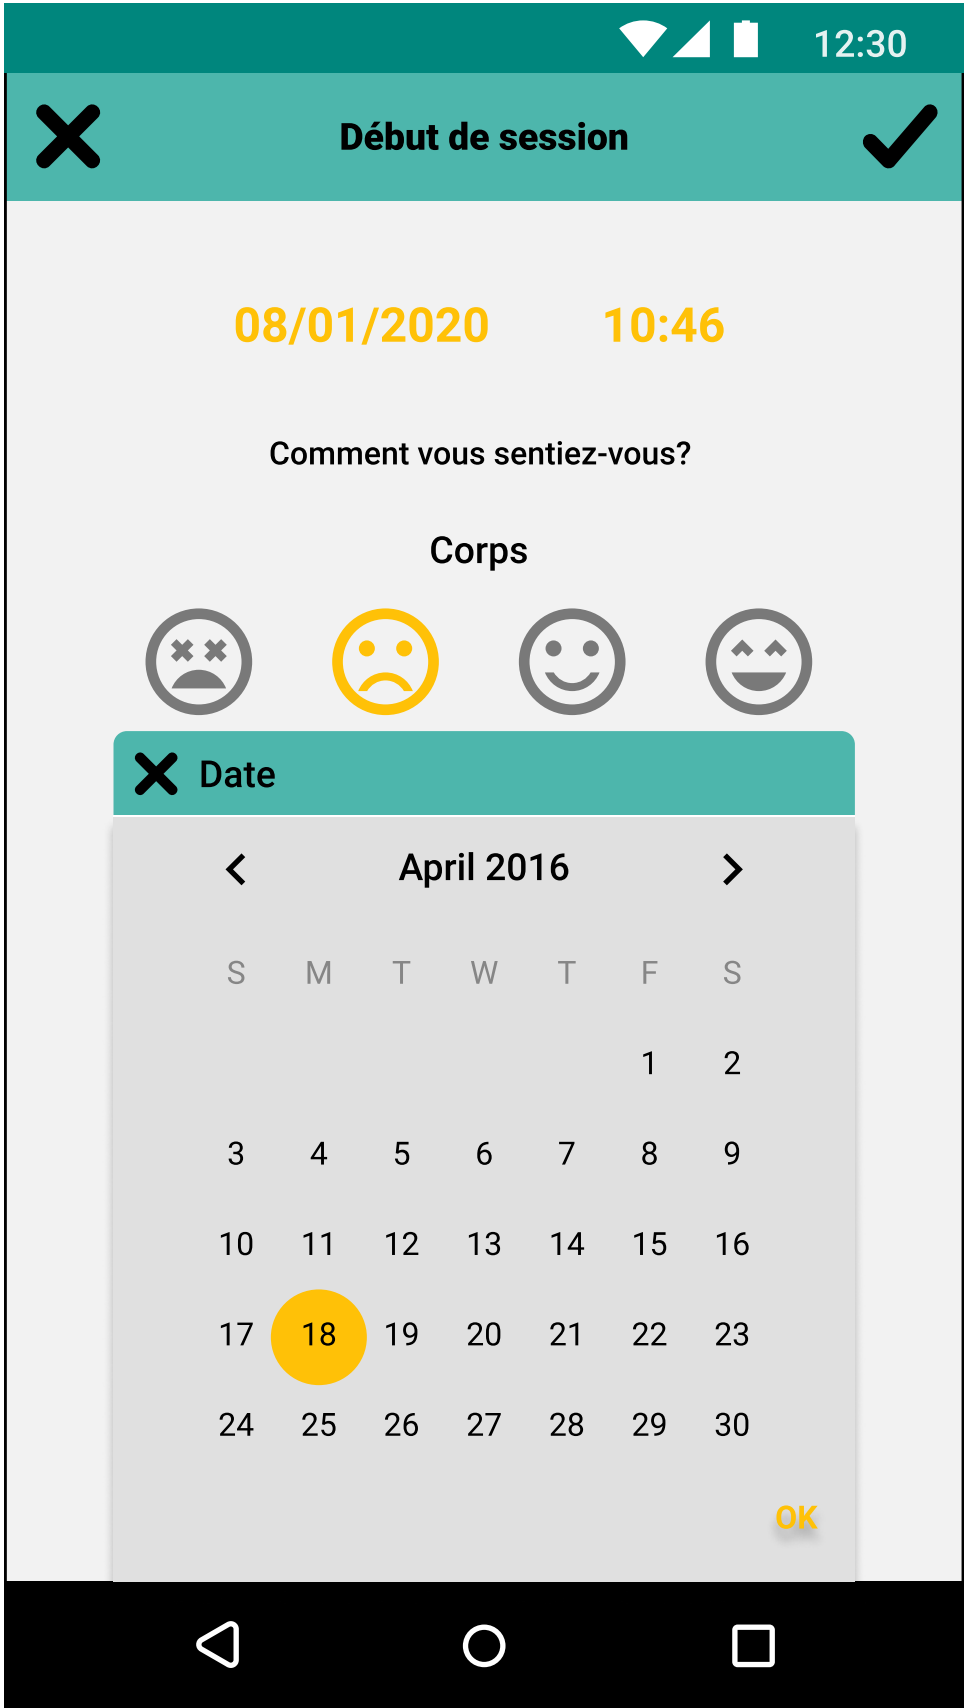 12:30
Début de session
08/01/2020 10:46
Comment vous sentiez-vous?
Corps
Date
April 2016
S M T W T F S
1 2
3 4 5 6 7 8 9
10 11 12 13 14 15 16
17 18 19 20 21 22 23
24 25 26 27 28 29 30
OK